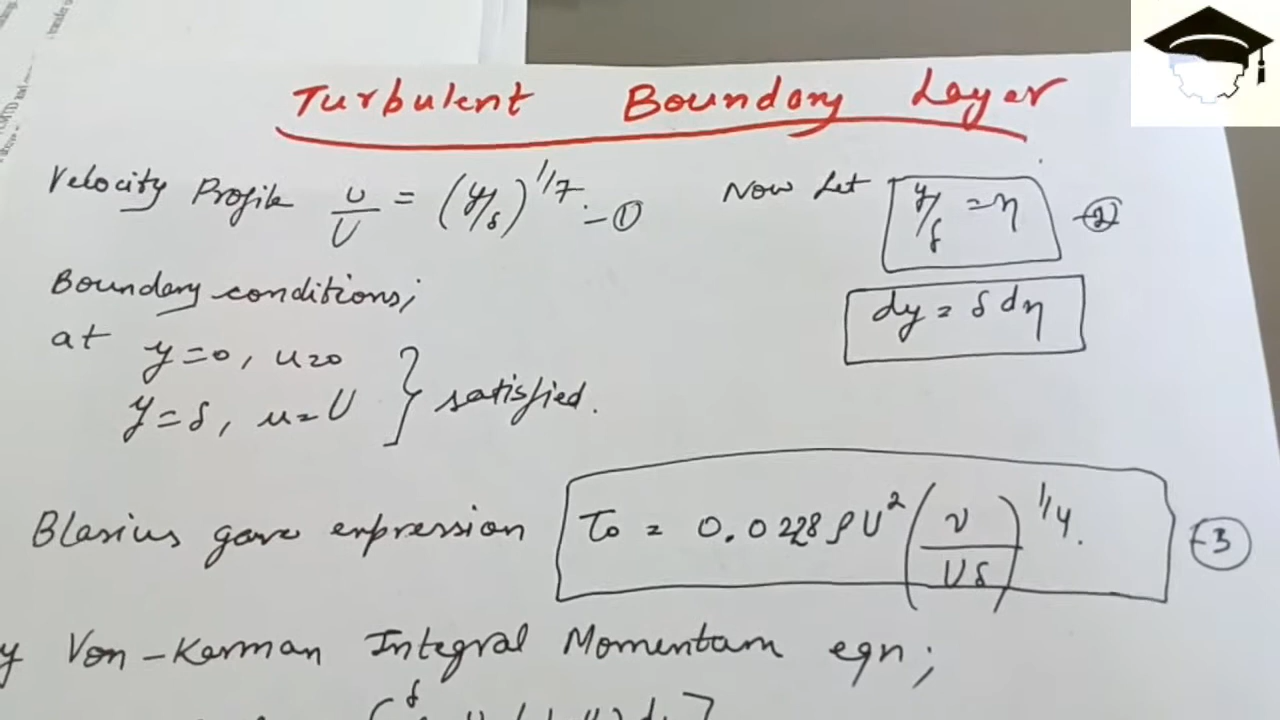 Turbulent Boundary Layer
Velocity Profile u/U = (y/δ)^1/7 - ①
Now Let y/δ = η - ②
dy = δ dη
Boundary conditions;
at y=0, u=0
y=δ, u=U } satisfied.
Blasius gave expression τo = 0.0228 ρU² (ν/Uδ)^1/4. - ③
y Von-Karman Integral Momentum eqn;